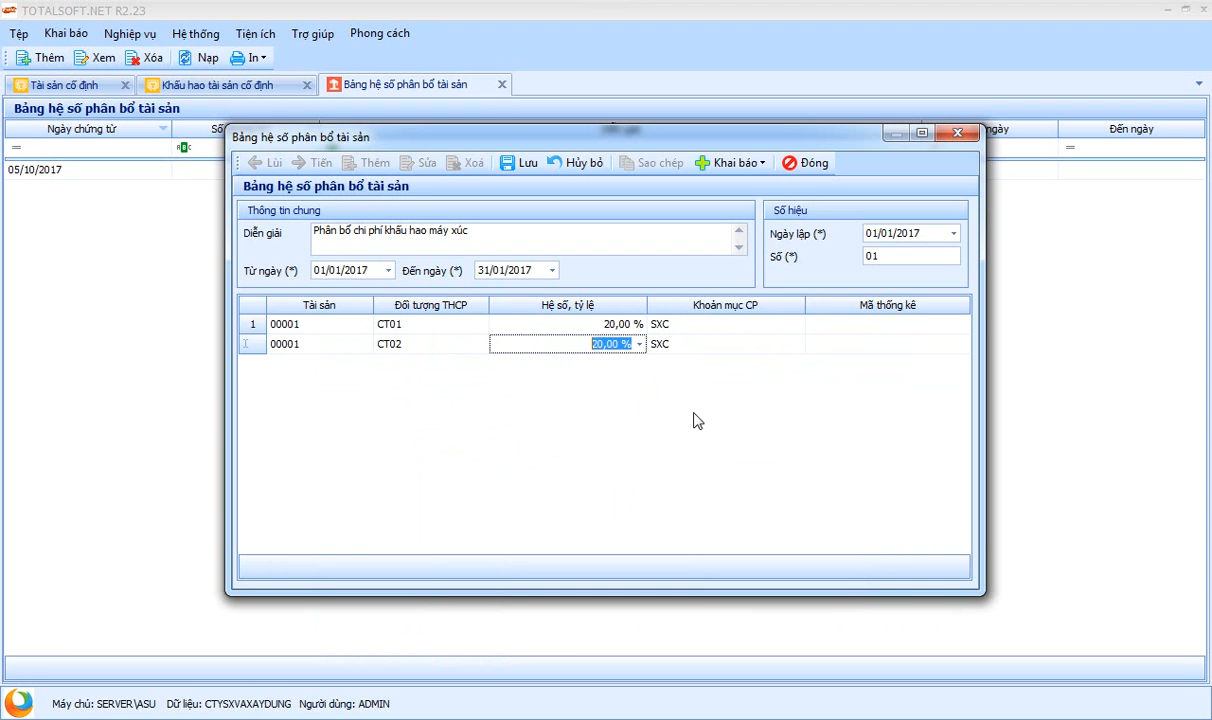 TOTALSOFT.NET R2.23
Tệp Khai báo Nghiệp vụ Hệ thống Tiện ích Trợ giúp Phong cách
Thêm Xem Xóa Nạp In
Tài sản cố định Khấu hao tài sản cố định Bảng hệ số phân bổ tài sản
Bảng hệ số phân bổ tài sản
Ngày chứng từ Đến ngày
= =
05/10/2017
Bảng hệ số phân bổ tài sản
Lùi Tiến Thêm Sửa Xoá Lưu Hủy bỏ Sao chép Khai báo Đóng
Bảng hệ số phân bổ tài sản
Thông tin chung Số hiệu
Diễn giải Phân bổ chi phí khấu hao máy xúc Ngày lập (*) 01/01/2017
Số (*) 01
Từ ngày (*) 01/01/2017 Đến ngày (*) 31/01/2017
Tài sản Đối tượng THCP Hệ số, tỷ lệ Khoản mục CP Mã thống kê
1 00001 CT01 20,00 % SXC
00001 CT02 20,00 % SXC
Máy chủ: SERVER\ASU Dữ liệu: CTYSXVAXAYDUNG Người dùng: ADMIN